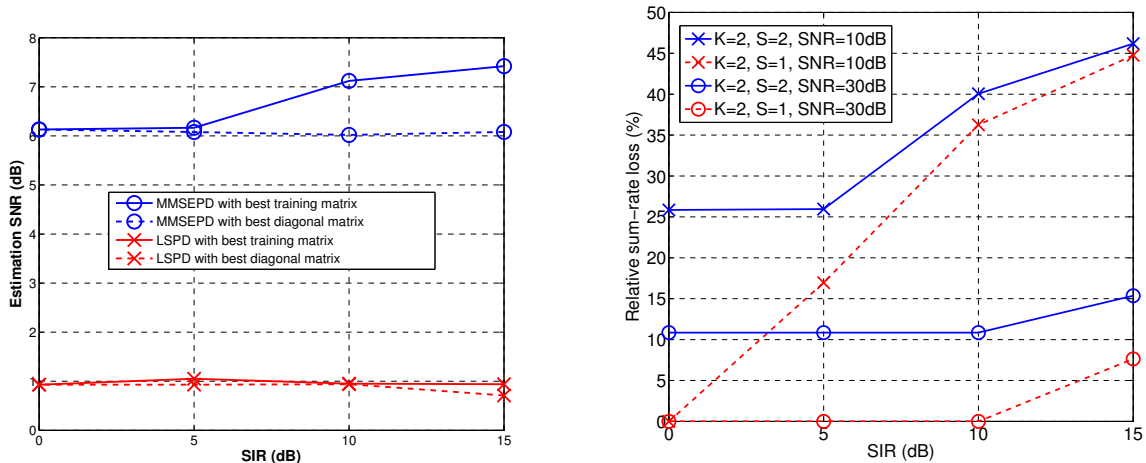 8
7
6
5
4
3
2
1
0
Estimation SNR (dB)
MMSEPD with best training matrix
MMSEPD with best diagonal matrix
LSPD with best training matrix
LSPD with best diagonal matrix
0 5 10 15
SIR (dB)
50
45
40
35
30
25
20
15
10
5
0
Relative sum-rate loss (%)
K=2, S=2, SNR=10dB
K=2, S=1, SNR=10dB
K=2, S=2, SNR=30dB
K=2, S=1, SNR=30dB
0 5 10 15
SIR (dB)